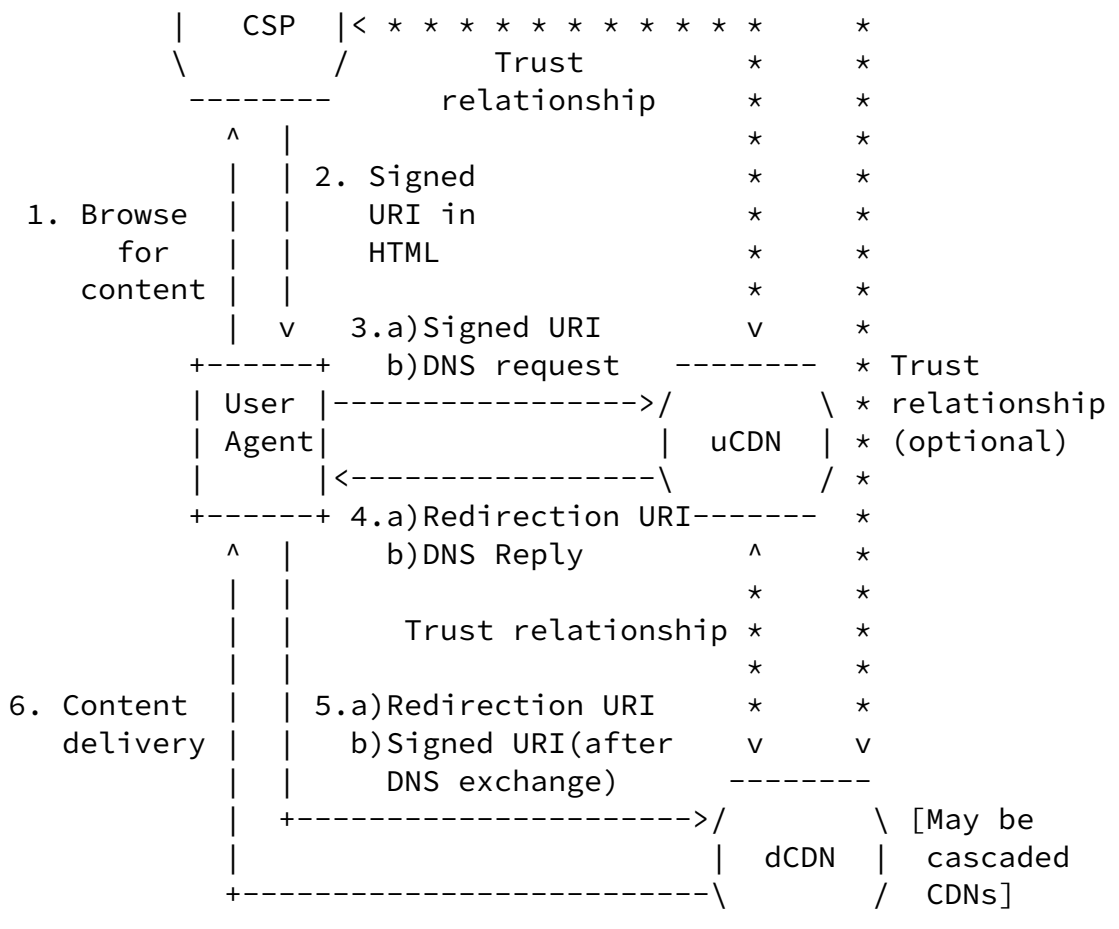 CSP
Trust
relationship
2. Signed
1. Browse URI in
for HTML
content
3.a)Signed URI
b)DNS request Trust
User relationship
Agent uCDN (optional)
4.a)Redirection URI
b)DNS Reply
Trust relationship
6. Content 5.a)Redirection URI
delivery b)Signed URI(after
DNS exchange)
[May be
dCDN cascaded
CDNs]